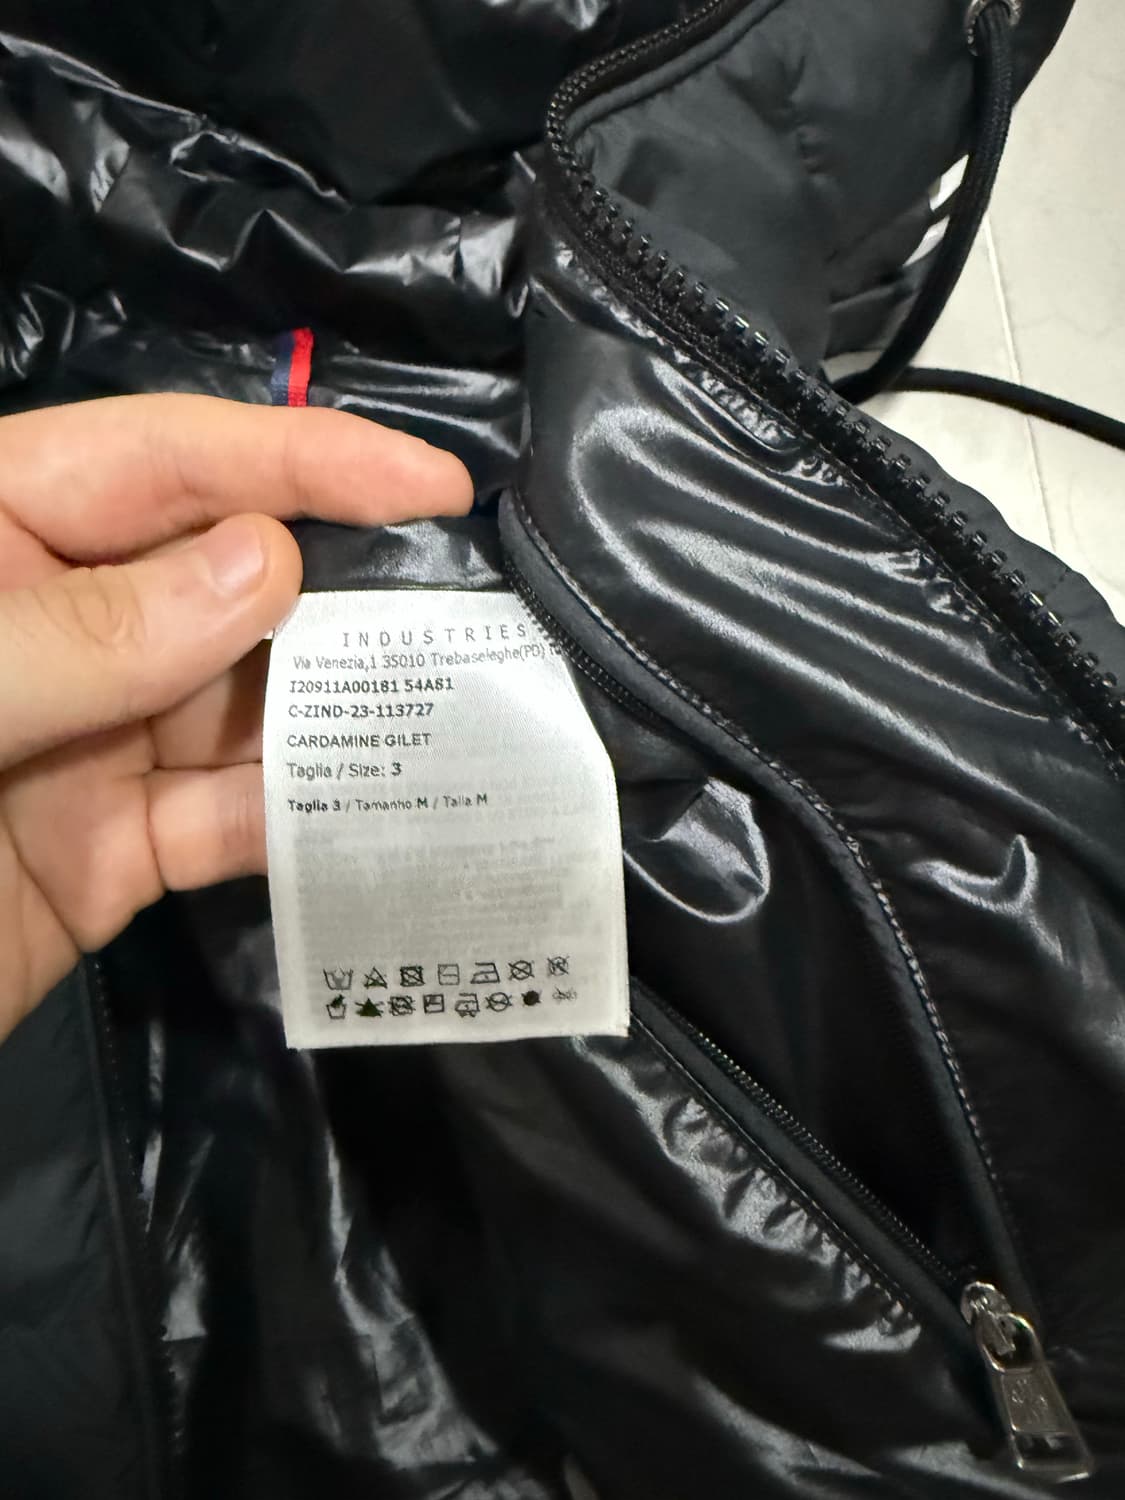 INDUSTRIES
Via Venezia,1 35010 Trebaseleghe(PD)
I20911A00181 54A81
C-ZIND-23-113727
CARDAMINE GILET
Taglia / Size: 3
Taglia 3 / Tamanho M / Talla M